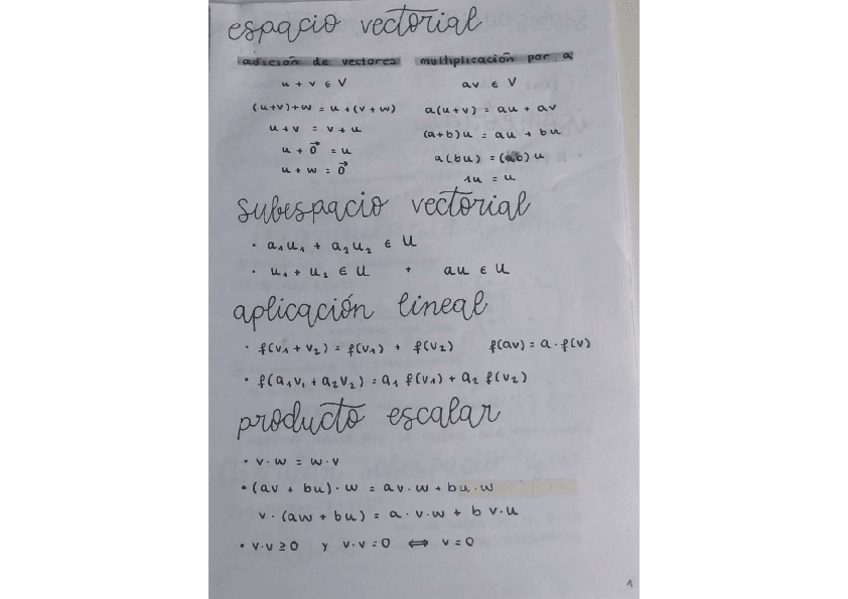 espacio vectorial
adición de vectores
u + v ∈ V
(u+v)+w = u+(v+w)
u+v = v+u
u + 0⃗ = u
u + w = 0⃗
multiplicación por a
av ∈ V
a(u+v) = au + av
(a+b)u = au + bu
a(bu) = (ab)u
1u = u
subespacio vectorial
· a₁u₁ + a₂u₂ ∈ U
· u₁ + u₂ ∈ U + au ∈ U
aplicación lineal
· f(v₁ + v₂) = f(v₁) + f(v₂) f(av) = a · f(v)
· f(a₁v₁ + a₂v₂) = a₁ f(v₁) + a₂ f(v₂)
producto escalar
· v·w = w·v
· (av + bu)·w = av·w + bu·w
v·(aw + bu) = a·v·w + b v·u
· v·v ≥ 0 y v·v = 0 ⟺ v = 0
1